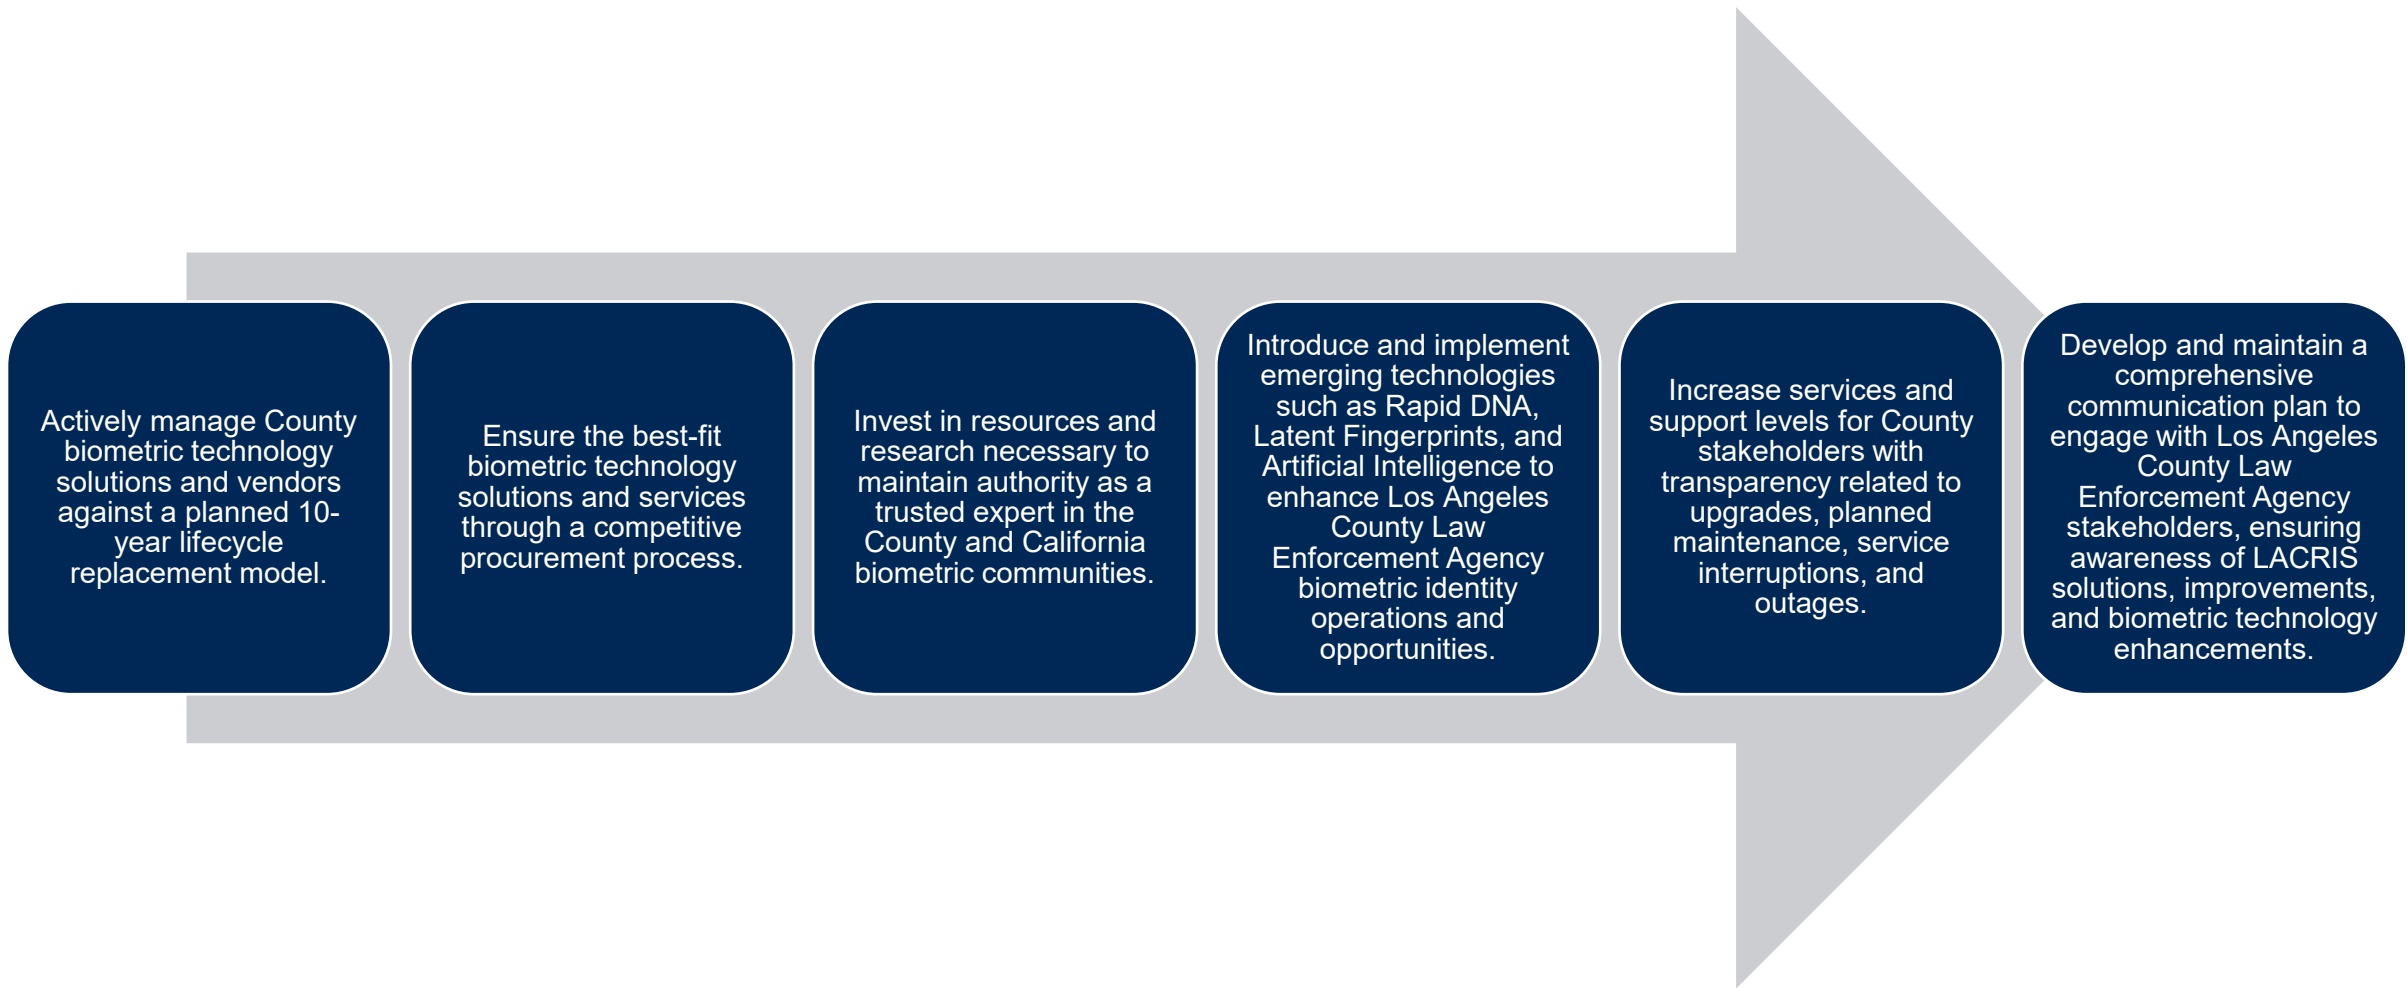 Actively manage County
biometric technology
solutions and vendors
against a planned 10-
year lifecycle
replacement model.
Ensure the best-fit
biometric technology
solutions and services
through a competitive
procurement process.
Invest in resources and
research necessary to
maintain authority as a
trusted expert in the
County and California
biometric communities.
Introduce and implement
emerging technologies
such as Rapid DNA,
Latent Fingerprints, and
Artificial Intelligence to
enhance Los Angeles
County Law
Enforcement Agency
biometric identity
operations and
opportunities.
Increase services and
support levels for County
stakeholders with
transparency related to
upgrades, planned
maintenance, service
interruptions, and
outages.
Develop and maintain a
comprehensive
communication plan to
engage with Los Angeles
County Law
Enforcement Agency
stakeholders, ensuring
awareness of LACRIS
solutions, improvements,
and biometric technology
enhancements.